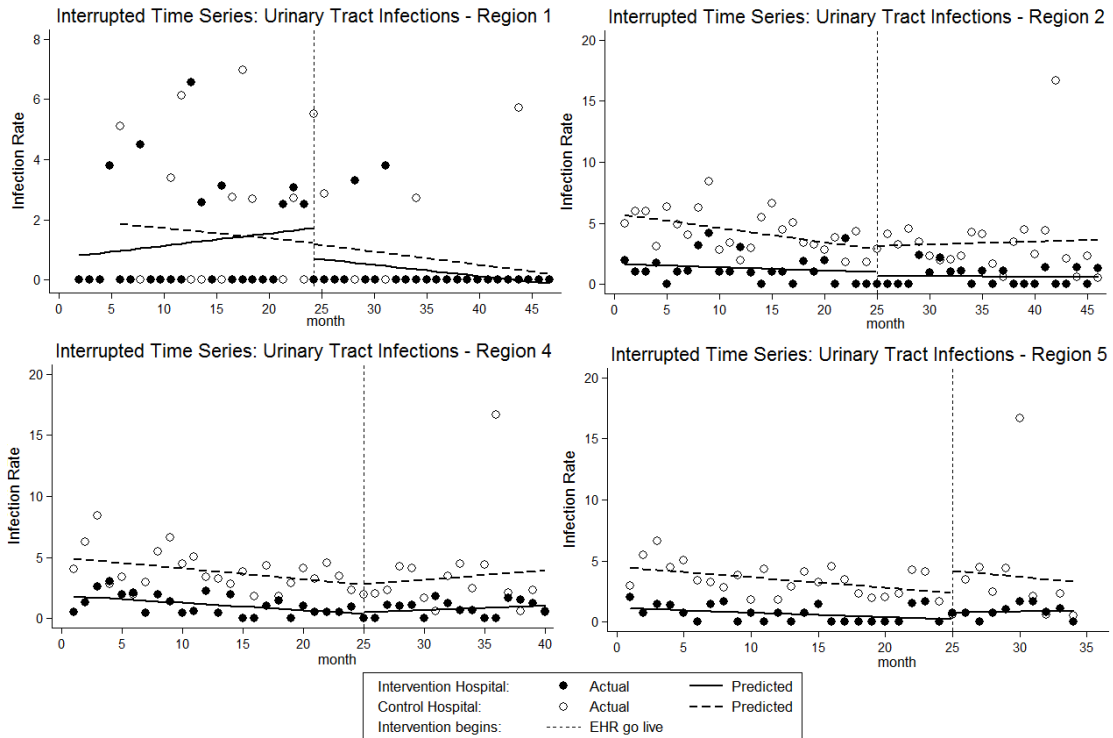 Interrupted Time Series: Urinary Tract Infections - Region 1
8
6
4
2
0
Infection Rate
0 5 10 15 20 25 30 35 40 45
month
Interrupted Time Series: Urinary Tract Infections - Region 2
20
15
10
5
0
Infection Rate
0 5 10 15 20 25 30 35 40 45
month
Interrupted Time Series: Urinary Tract Infections - Region 4
20
15
10
5
0
Infection Rate
0 5 10 15 20 25 30 35 40
month
Interrupted Time Series: Urinary Tract Infections - Region 5
20
15
10
5
0
Infection Rate
0 5 10 15 20 25 30 35
month
Intervention Hospital: Actual Predicted
Control Hospital: Actual Predicted
Intervention begins: EHR go live